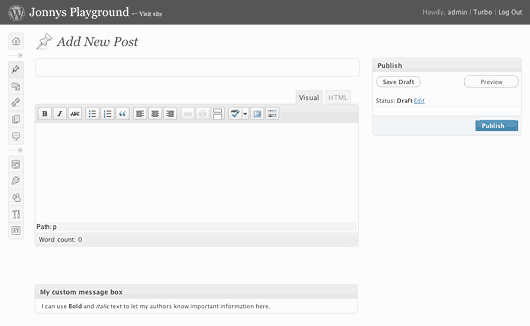 Jonnys Playground ← Visit site
Howdy, admin | Turbo | Log Out
Add New Post
Visual HTML
B I ABC
Path: p
Word count: 0
Publish
Save Draft Preview
Status: Draft Edit
Publish
My custom message box
I can use Bold and italic text to let my authors know important information here.